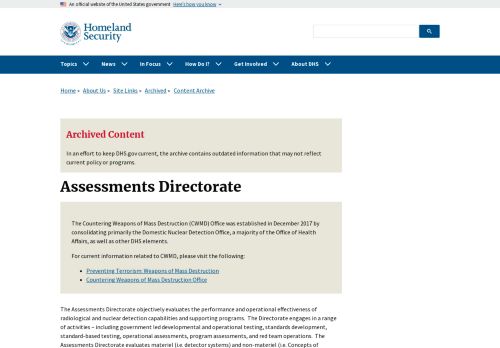 An official website of the United States government Here's how you know
Homeland
Security
Topics News In Focus How Do I? Get Involved About DHS
Home About Us Site Links Archived Content Archive
Archived Content
In an effort to keep DHS.gov current, the archive contains outdated information that may not reflect
current policy or programs.
Assessments Directorate
The Countering Weapons of Mass Destruction (CWMD) Office was established in December 2017 by
consolidating primarily the Domestic Nuclear Detection Office, a majority of the Office of Health
Affairs, as well as other DHS elements.
For current information related to CWMD, please visit the following:
Preventing Terrorism: Weapons of Mass Destruction
Countering Weapons of Mass Destruction Office
The Assessments Directorate objectively evaluates the performance and operational effectiveness of
radiological and nuclear detection capabilities and supporting programs. The Directorate engages in a range
of activities – including government led developmental and operational testing, standards development,
standard-based testing, operational assessments, program assessments, and red team operations. The
Assessments Directorate evaluates materiel (i.e. detector systems) and non-materiel (i.e. Concepts of